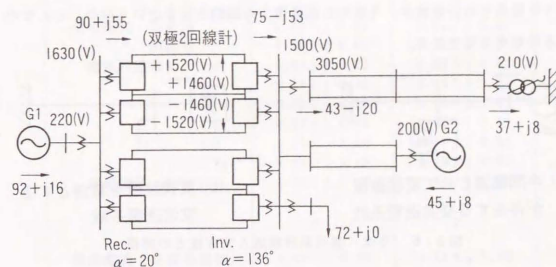 90+j55
75−j53
(双極2回線計)
1630(V)
1500(V)
+1520(V)
+1460(V)
−1460(V)
−1520(V)
3050(V)
210(V)
43−j20
37+j8
G1
220(V)
92+j16
200(V)
G2
45+j8
72+j0
Rec.
α=20°
Inv.
α=136°